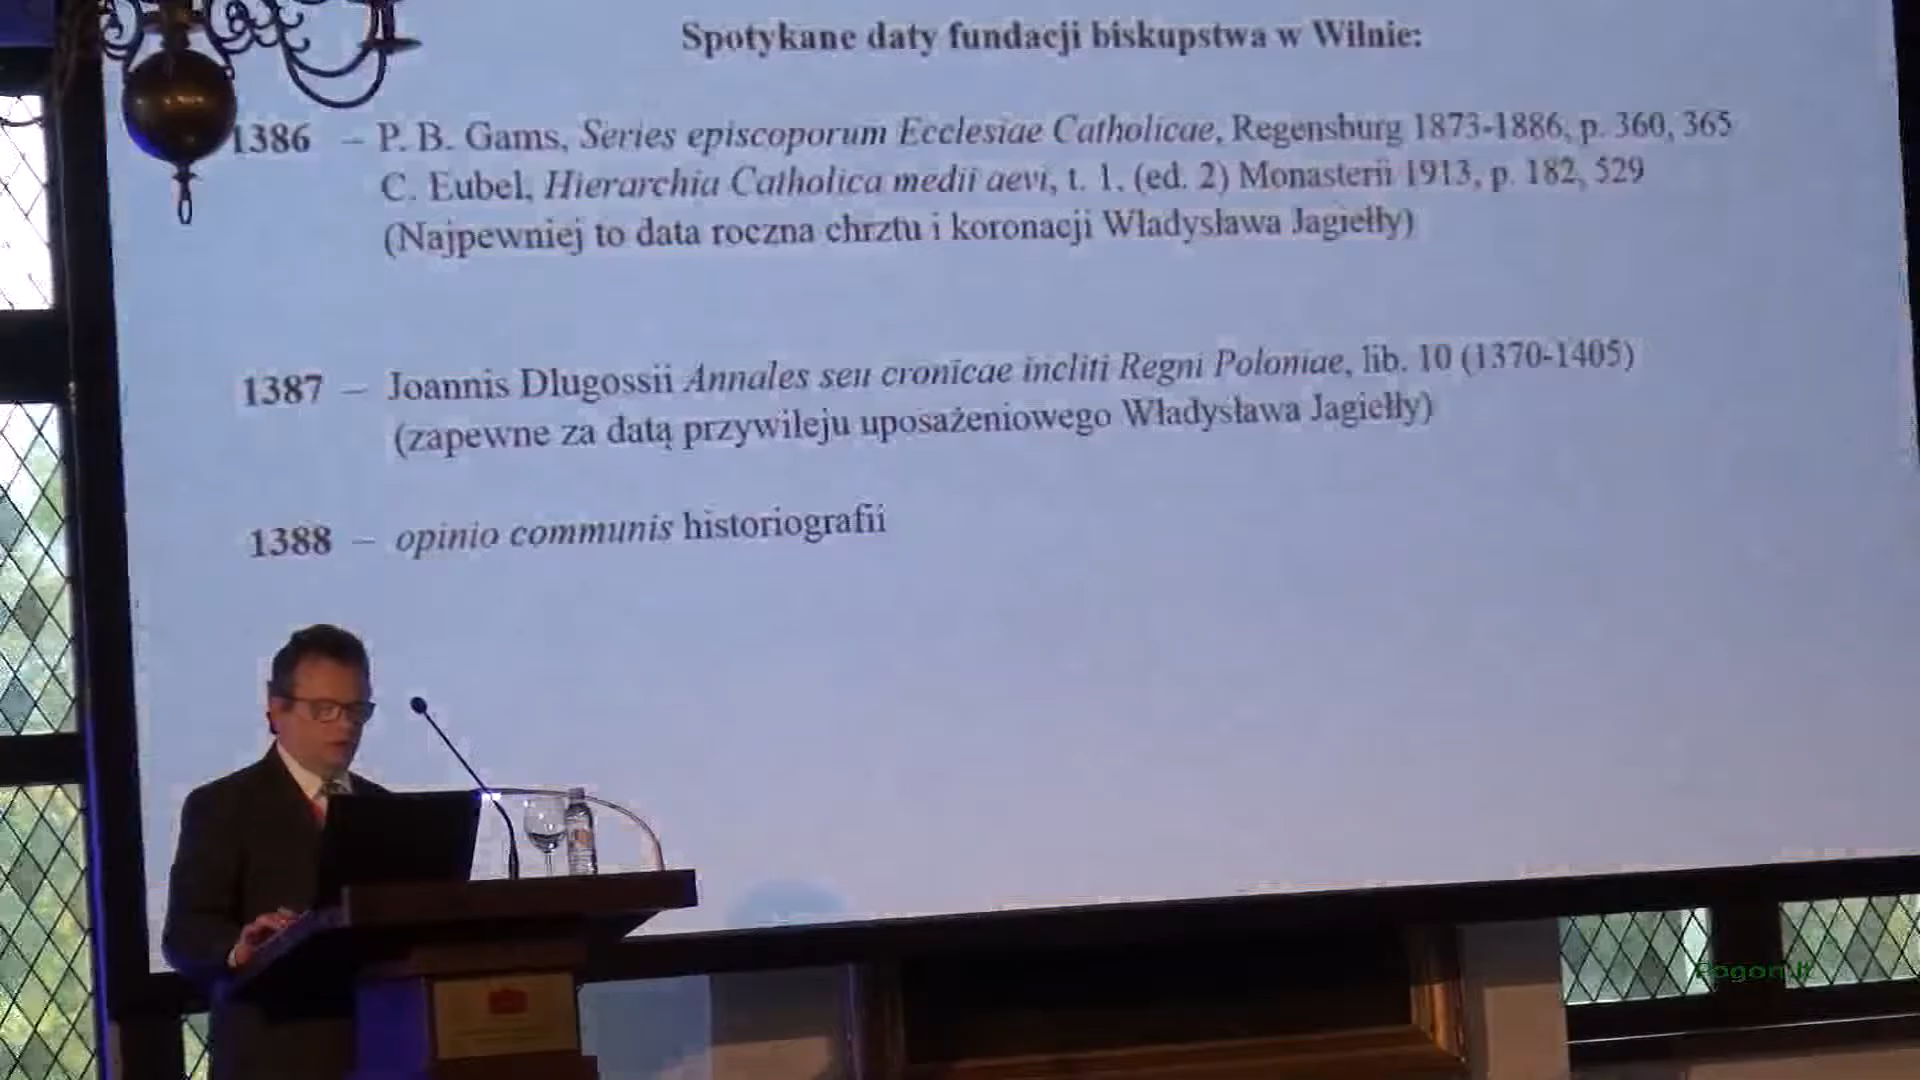 Spotykane daty fundacji biskupstwa w Wilnie:
1386 – P. B. Gams, Series episcoporum Ecclesiae Catholicae, Regensburg 1873-1886, p. 360, 365
C. Eubel, Hierarchia Catholica medii aevi, t. 1, (ed. 2) Monasterii 1913, p. 182, 529
(Najpewniej to data roczna chrztu i koronacji Władysława Jagiełły)
1387 – Joannis Dlugossii Annales seu cronicae incliti Regni Poloniae, lib. 10 (1370-1405)
(zapewne za datą przywileju uposażeniowego Władysława Jagiełły)
1388 – opinio communis historiografii
Pagon.lt